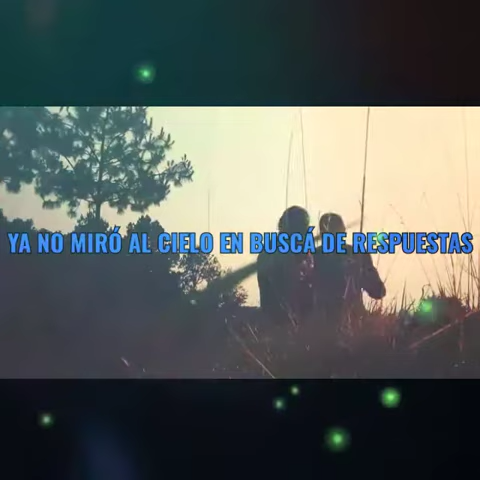 YA NO MIRÓ AL CIELO EN BUSCÁ DE RESPUESTAS